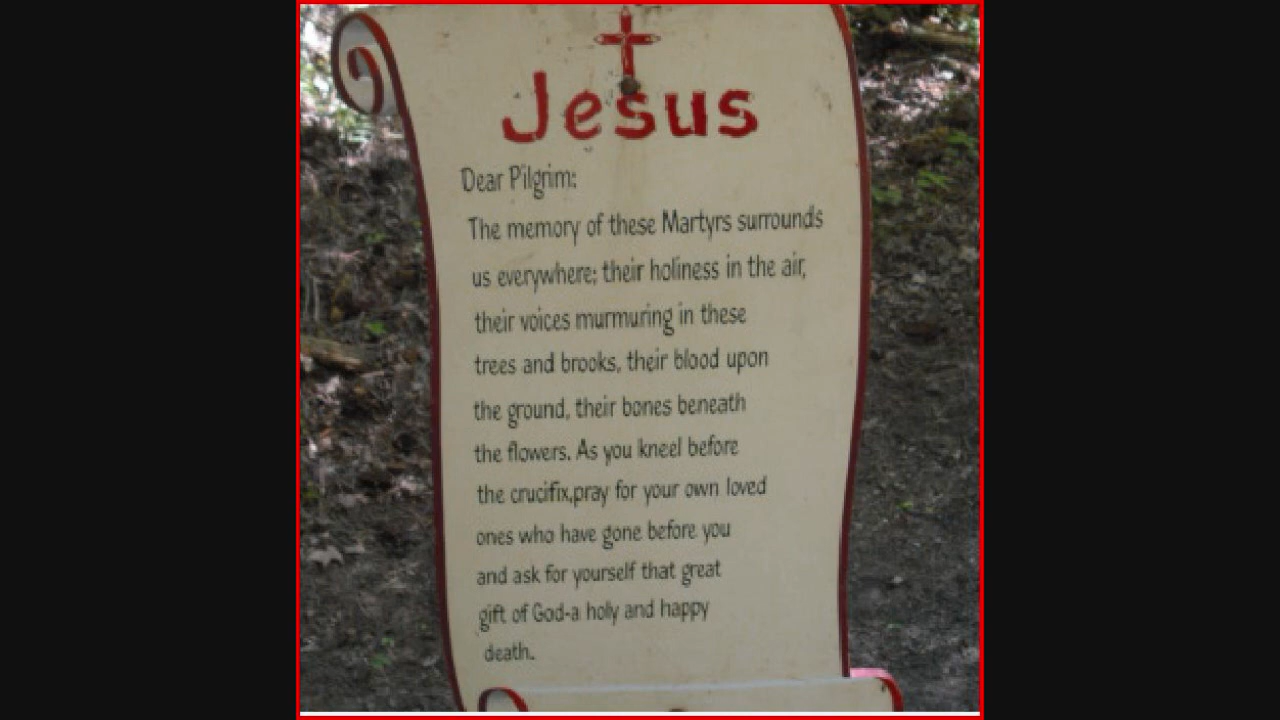 Jesus
Dear Pilgrim:
The memory of these Martyrs surrounds
us everywhere; their holiness in the air,
their voices murmuring in these
trees and brooks, their blood upon
the ground, their bones beneath
the flowers. As you kneel before
the crucifix,pray for your own loved
ones who have gone before you
and ask for yourself that great
gift of God-a holy and happy
death.